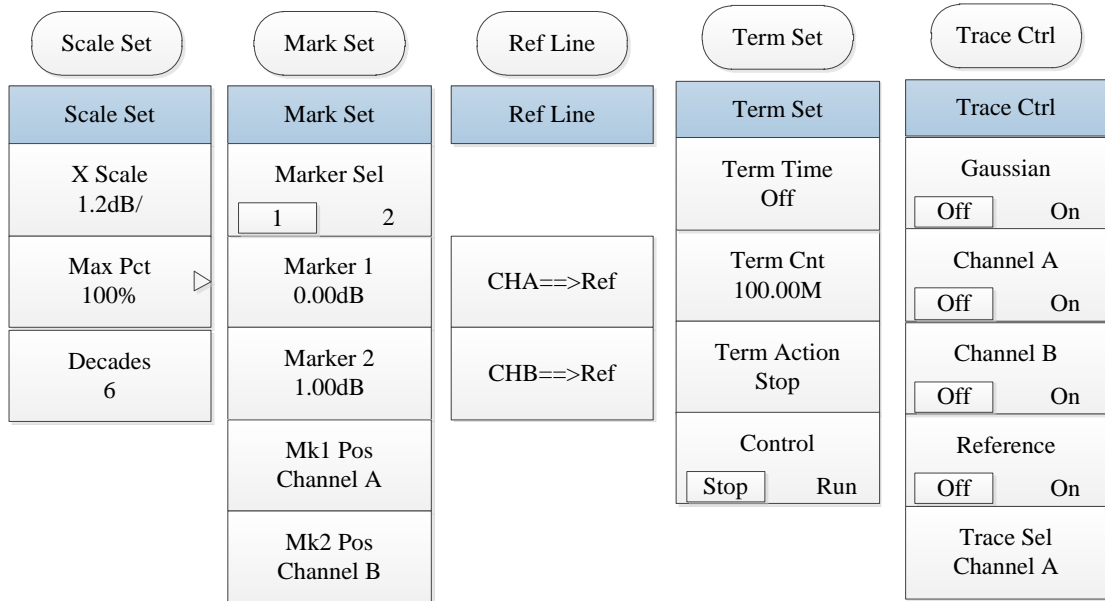 Scale Set
Scale Set
X Scale
1.2dB/
Max Pct
100%
Decades
6
Mark Set
Mark Set
Marker Sel
1 2
Marker 1
0.00dB
Marker 2
1.00dB
Mk1 Pos
Channel A
Mk2 Pos
Channel B
Ref Line
Ref Line
CHA==>Ref
CHB==>Ref
Term Set
Term Set
Term Time
Off
Term Cnt
100.00M
Term Action
Stop
Control
Stop Run
Trace Ctrl
Trace Ctrl
Gaussian
Off On
Channel A
Off On
Channel B
Off On
Reference
Off On
Trace Sel
Channel A